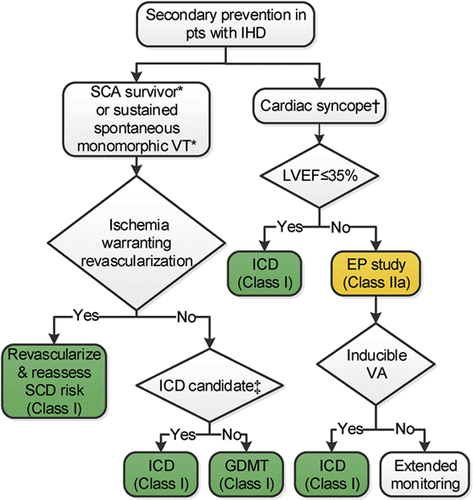 Secondary prevention in
pts with IHD
SCA survivor*
or sustained
spontaneous
monomorphic VT*
Cardiac syncope†
LVEF≤35%
Ischemia
warranting
revascularization
Yes
No
ICD
(Class I)
EP study
(Class IIa)
Yes
No
Revascularize
& reassess
SCD risk
(Class I)
ICD candidate‡
Inducible
VA
Yes
No
Yes
No
ICD
(Class I)
GDMT
(Class I)
ICD
(Class I)
Extended
monitoring